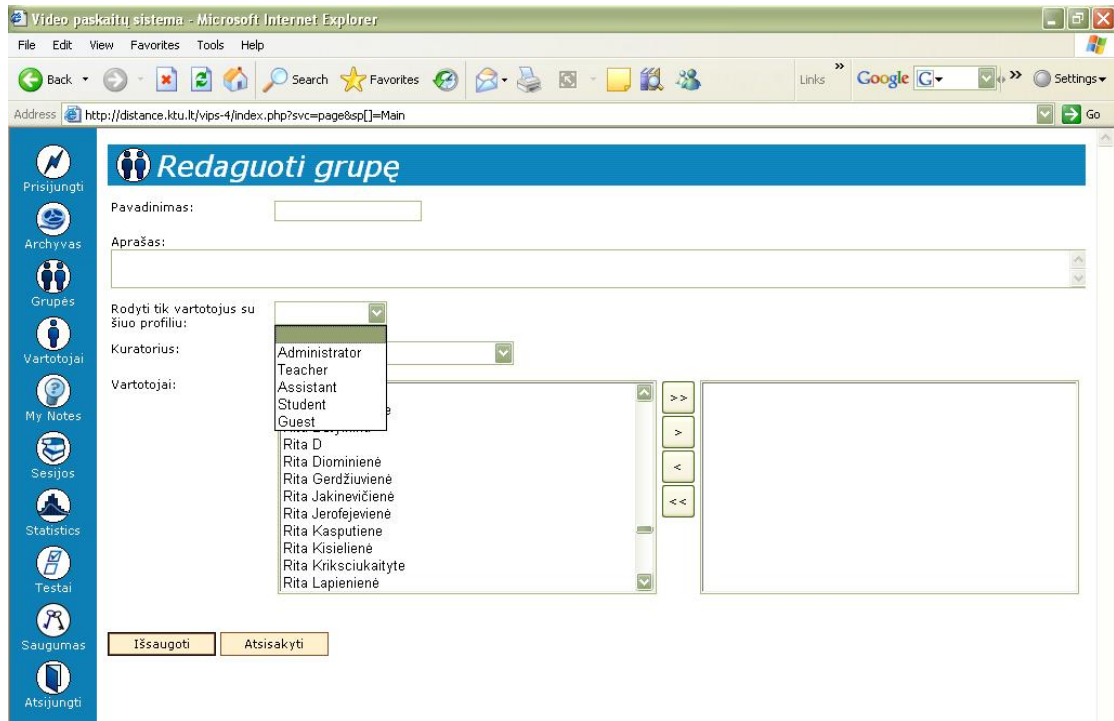 Video paskaitų sistema - Microsoft Internet Explorer
File Edit View Favorites Tools Help
Back Search Favorites Links » Google G Settings
Address http://distance.ktu.lt/vips-4/index.php?svc=page&sp[]=Main Go
Prisijungti
Archyvas
Grupės
Vartotojai
My Notes
Sesijos
Statistics
Testai
Saugumas
Atsijungti
Redaguoti grupę
Pavadinimas:
Aprašas:
Rodyti tik vartotojus su
šiuo profiliu:
Administrator
Teacher
Assistant
Student
Guest
Kuratorius:
Vartotojai:
Rita D
Rita Diominienė
Rita Gerdžiuvienė
Rita Jakinevičienė
Rita Jerofejevienė
Rita Kasputiene
Rita Kisielienė
Rita Kriksciukaityte
Rita Lapienienė
>>
>
<
<<
Išsaugoti Atsisakyti